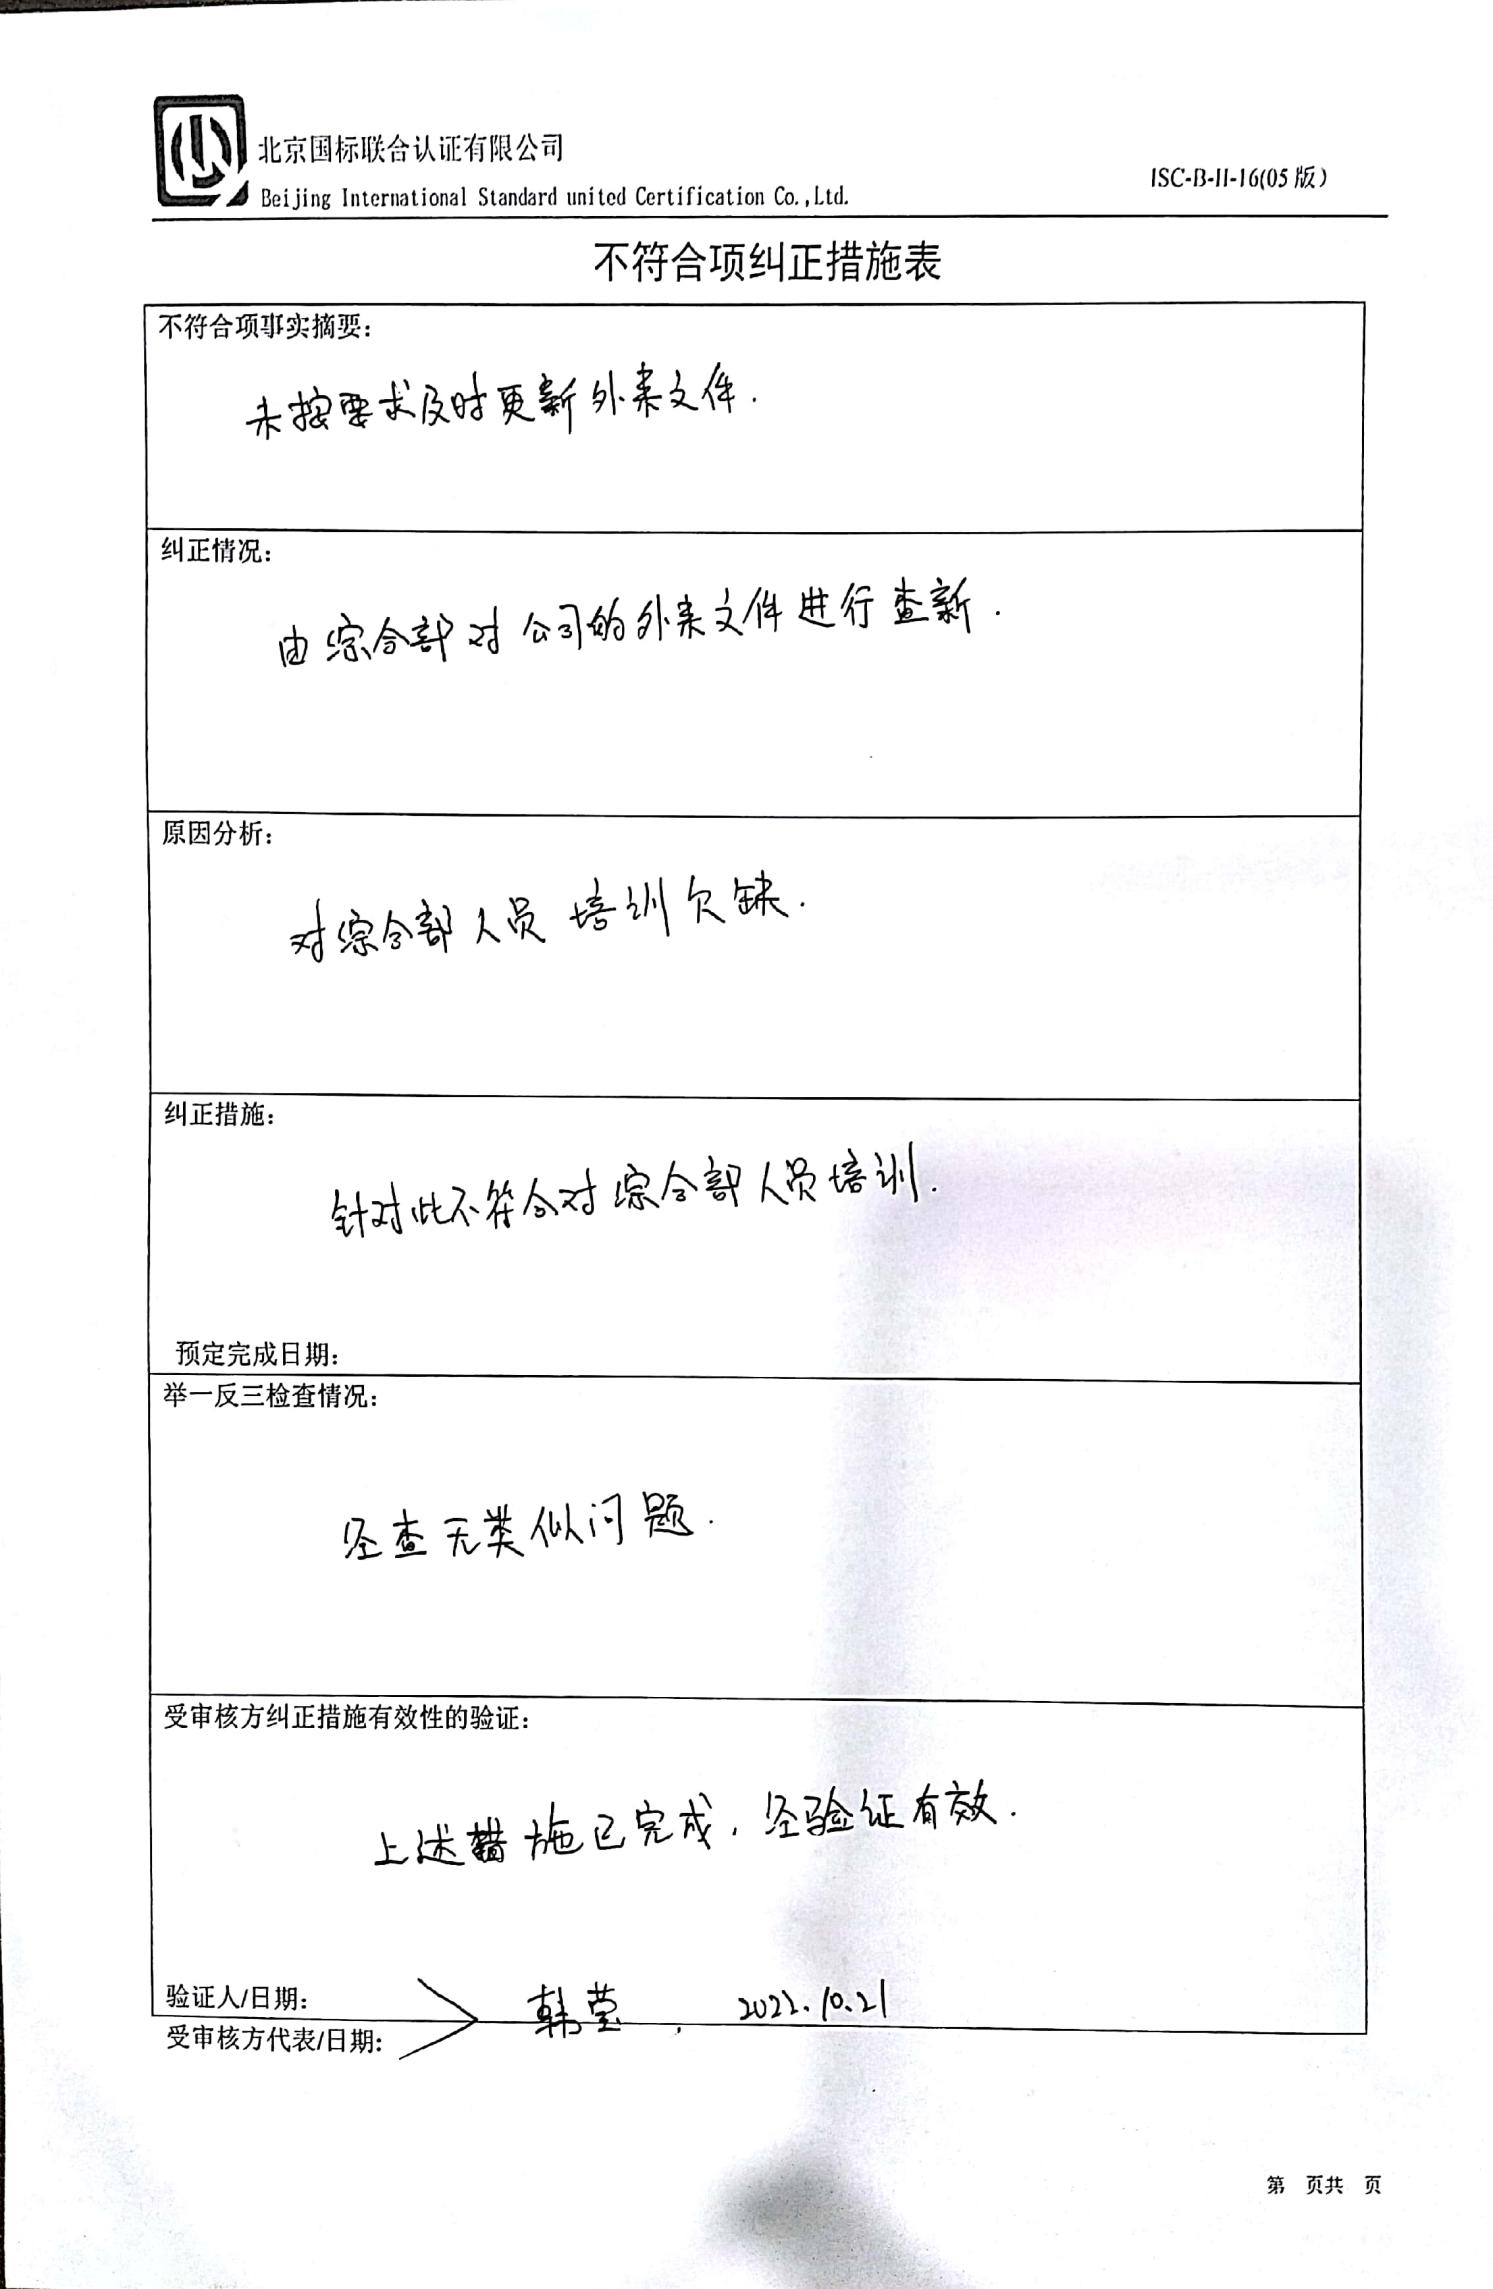 北京国标联合认证有限公司
Beijing International Standard united Certification Co.,Ltd.
ISC-B-II-16(05版)
不符合项纠正措施表
不符合项事实摘要:
未按要求及时更新外来文件.
纠正情况:
由综合部对公司的外来文件进行查新.
原因分析:
对综合部人员培训欠缺.
纠正措施:
针对此不符合对综合部人员培训.
预定完成日期:
举一反三检查情况:
经查无类似问题.
受审核方纠正措施有效性的验证:
上述措施已完成,经验证有效.
验证人/日期:
韩莹. 2022.10.21
受审核方代表/日期:
第 页共 页